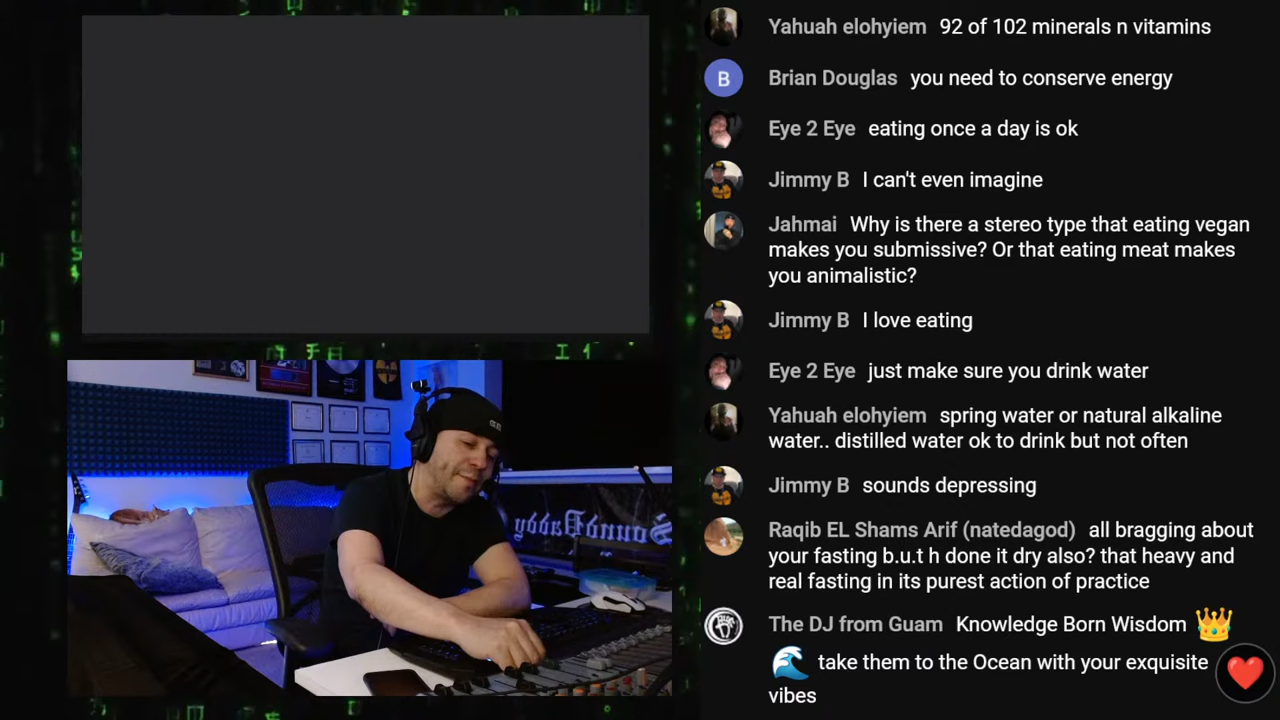 Yahuah elohyiem 92 of 102 minerals n vitamins
B Brian Douglas you need to conserve energy
Eye 2 Eye eating once a day is ok
Jimmy B I can't even imagine
Jahmai Why is there a stereo type that eating vegan
makes you submissive? Or that eating meat makes
you animalistic?
Jimmy B I love eating
Eye 2 Eye just make sure you drink water
Yahuah elohyiem spring water or natural alkaline
water.. distilled water ok to drink but not often
Jimmy B sounds depressing
Raqib EL Shams Arif (natedagod) all bragging about
your fasting b.u.t h done it dry also? that heavy and
real fasting in its purest action of practice
The DJ from Guam Knowledge Born Wisdom 👑
🌊 take them to the Ocean with your exquisite
vibes
SoundDaddy